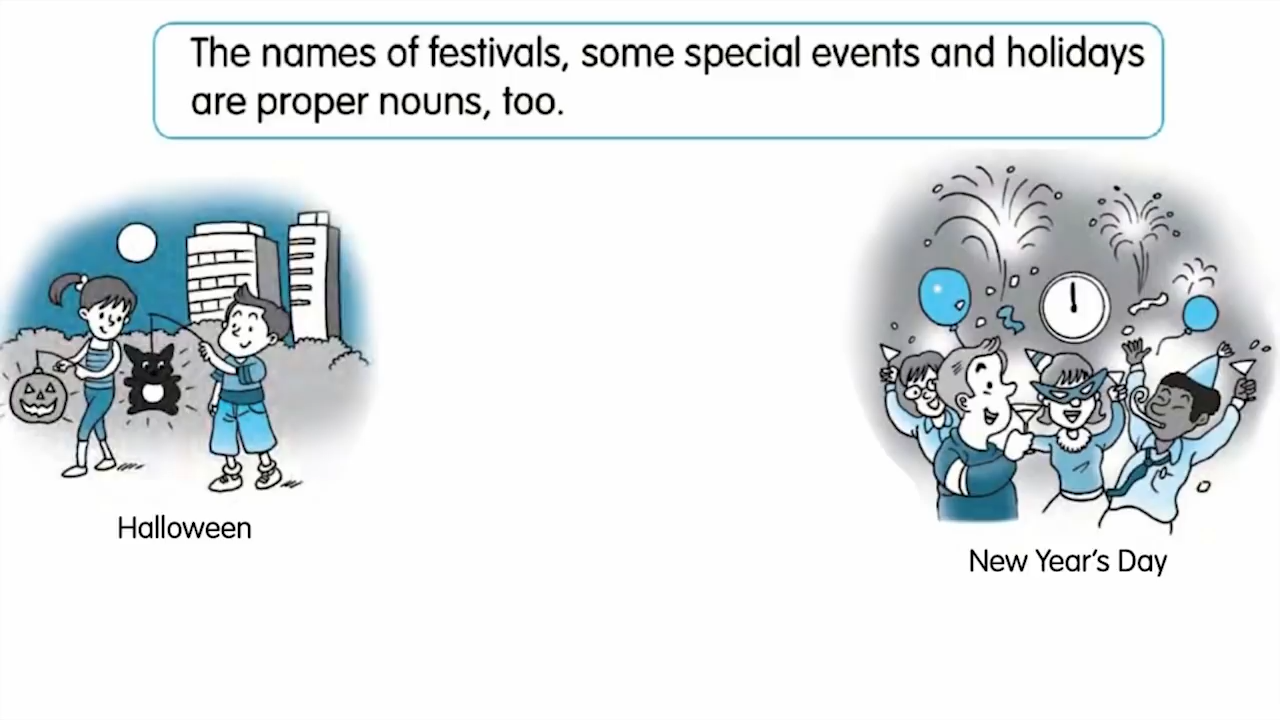 The names of festivals, some special events and holidays
are proper nouns, too.
Halloween
New Year's Day